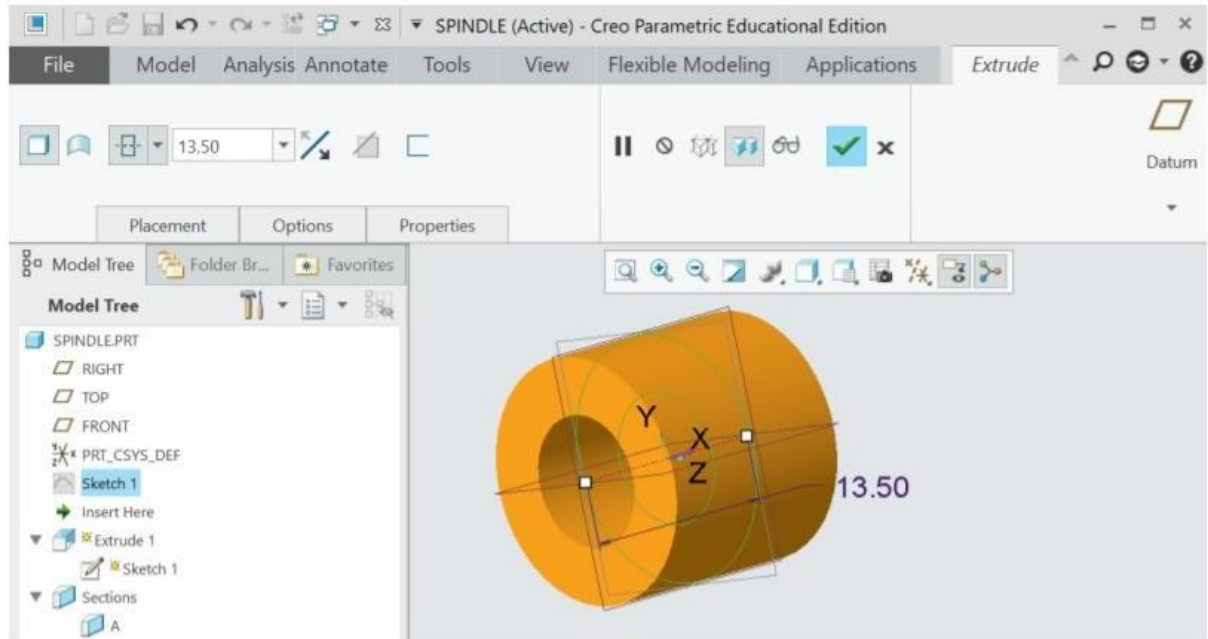 SPINDLE (Active) - Creo Parametric Educational Edition
File Model Analysis Annotate Tools View Flexible Modeling Applications Extrude
13.50
Datum
Placement Options Properties
Model Tree Folder Br... Favorites
Model Tree
SPINDLE.PRT
RIGHT
TOP
FRONT
PRT_CSYS_DEF
Sketch 1
Insert Here
Extrude 1
Sketch 1
Sections
A
Y
X
Z
13.50